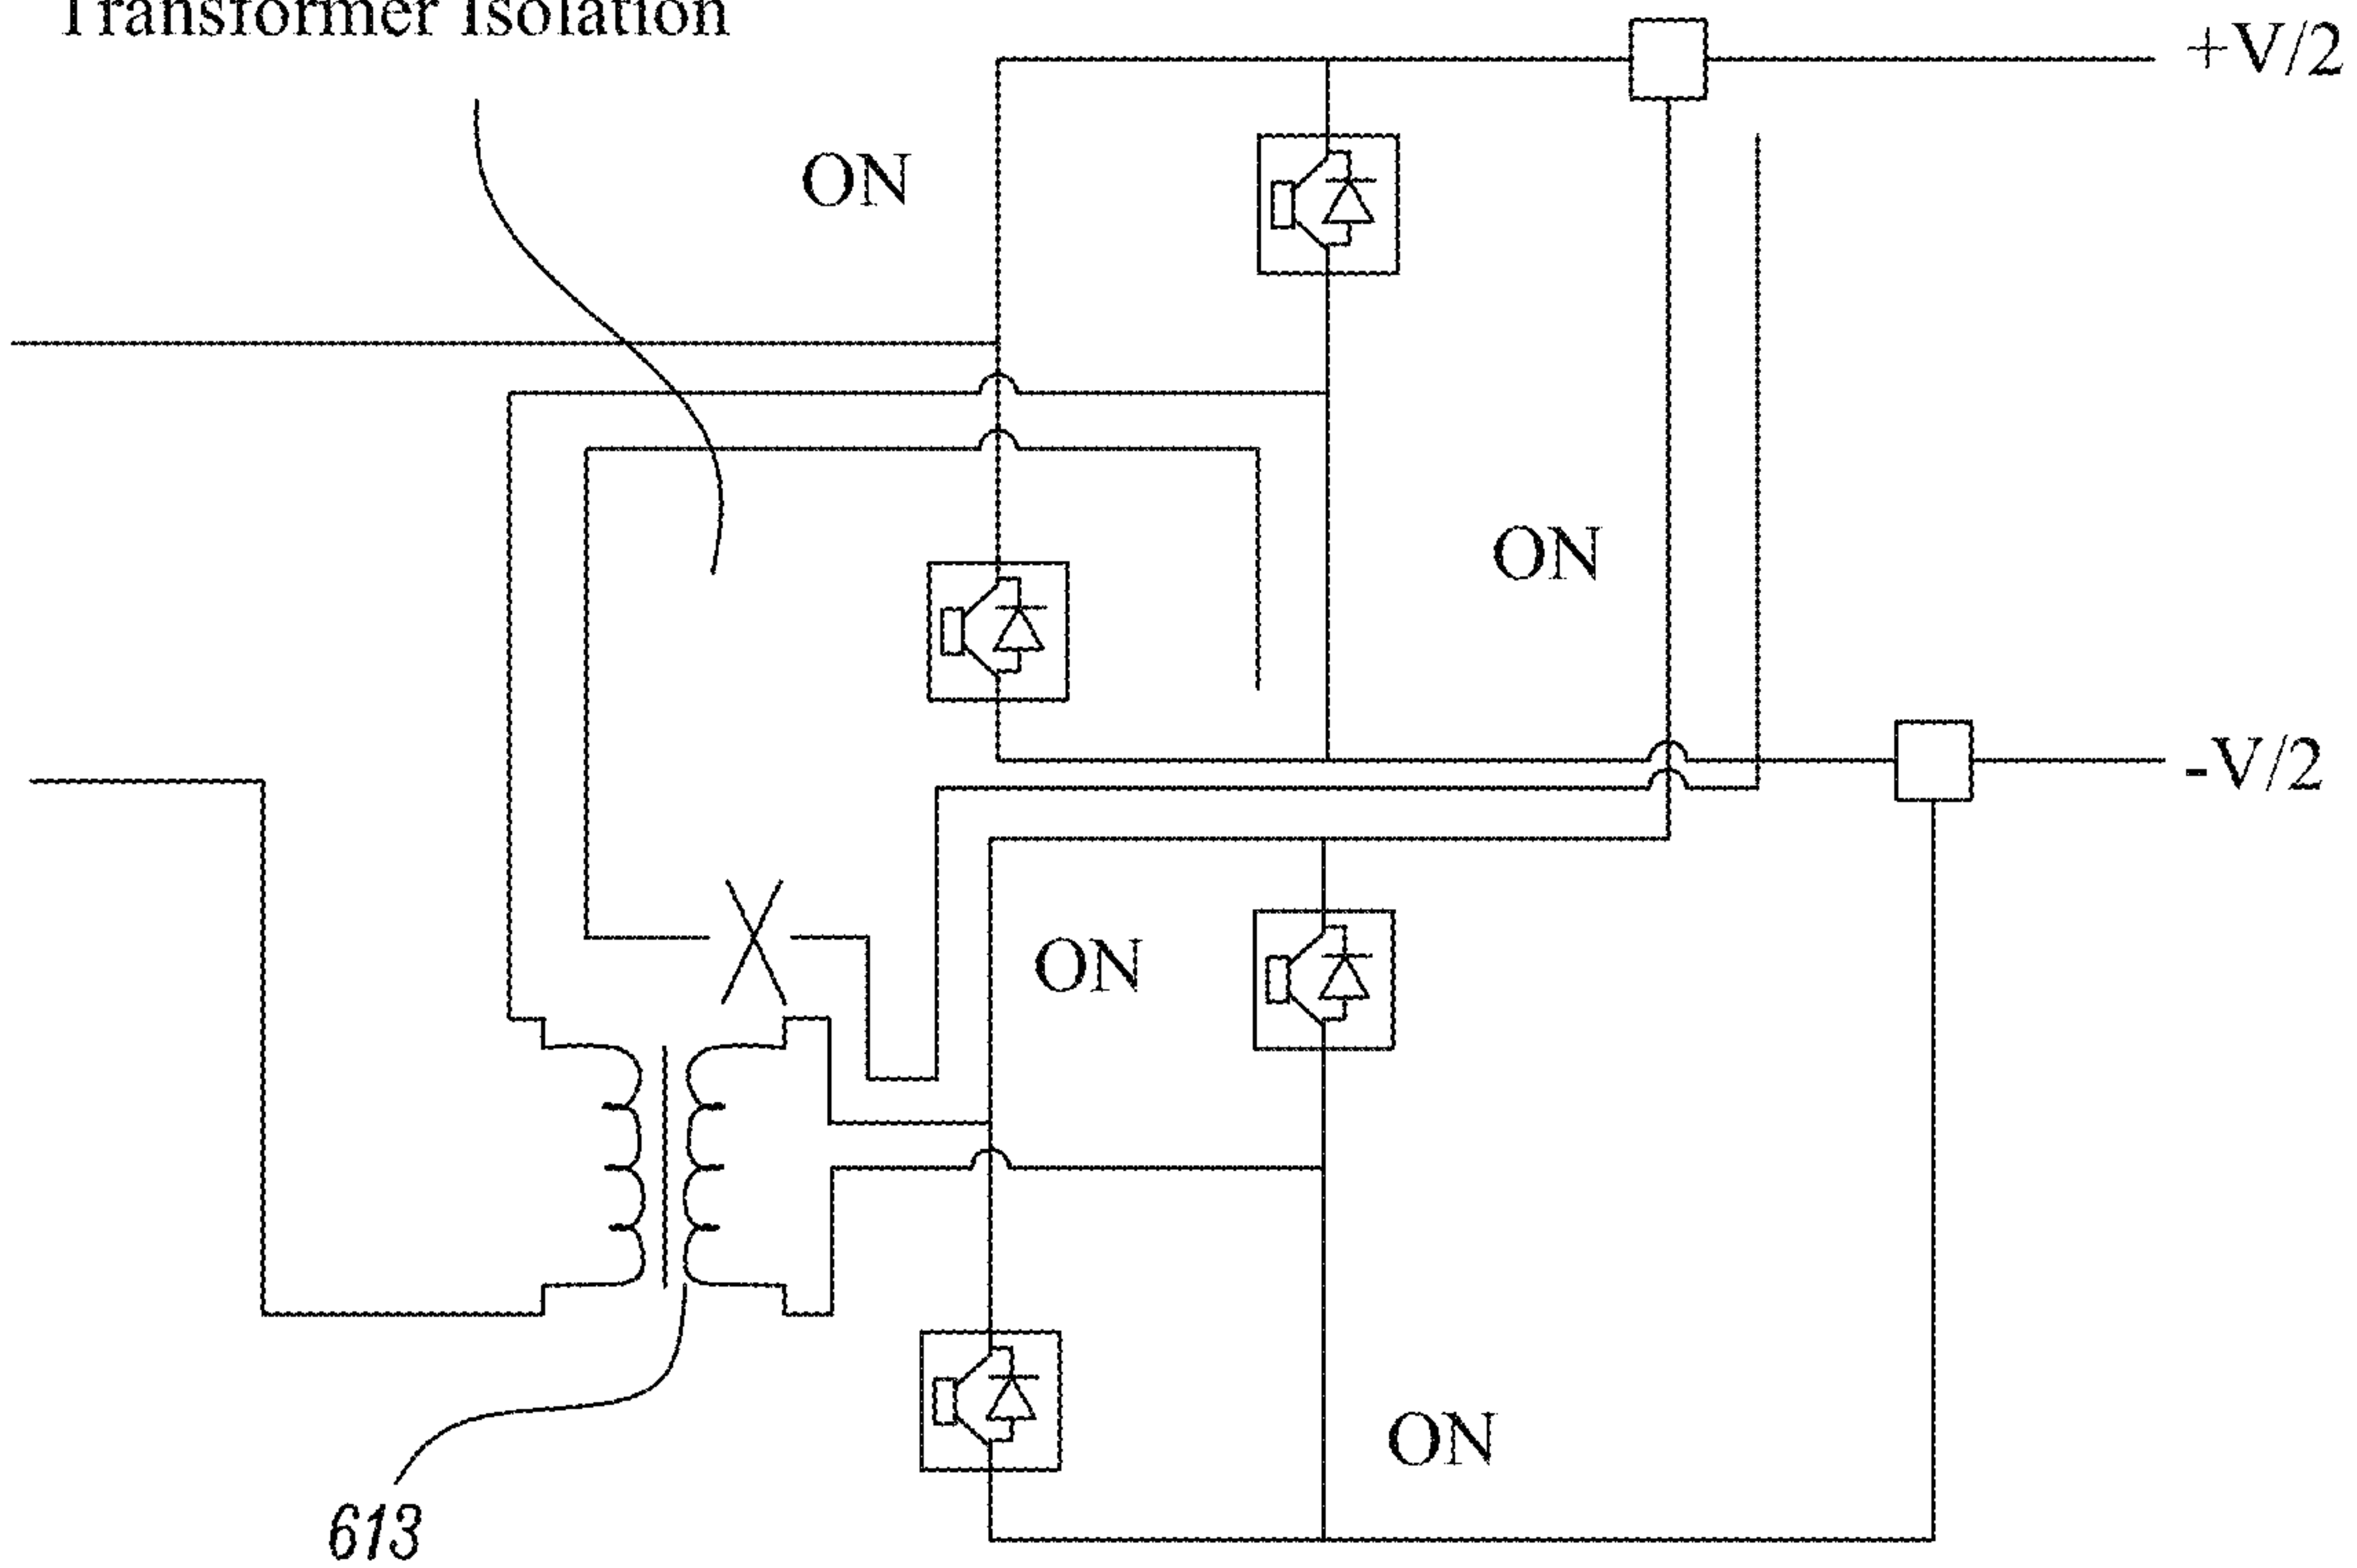 Transformer Isolation
+V/2
ON
ON
-V/2
ON
ON
613